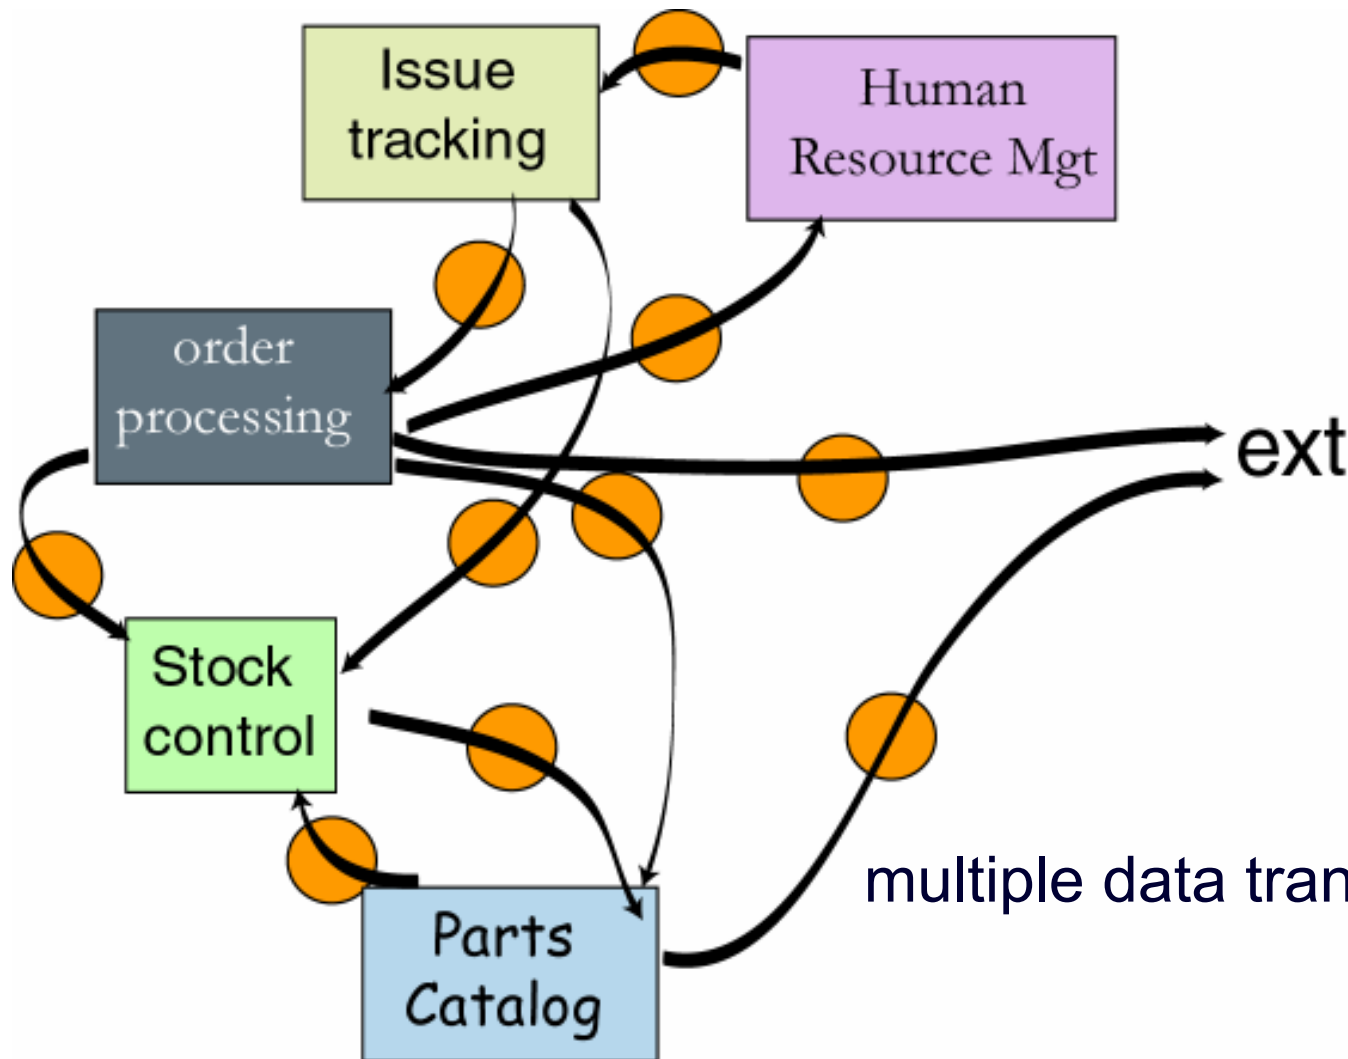 Issue
tracking
Human
Resource Mgt
order
processing
ext
Stock
control
multiple data tran
Parts
Catalog